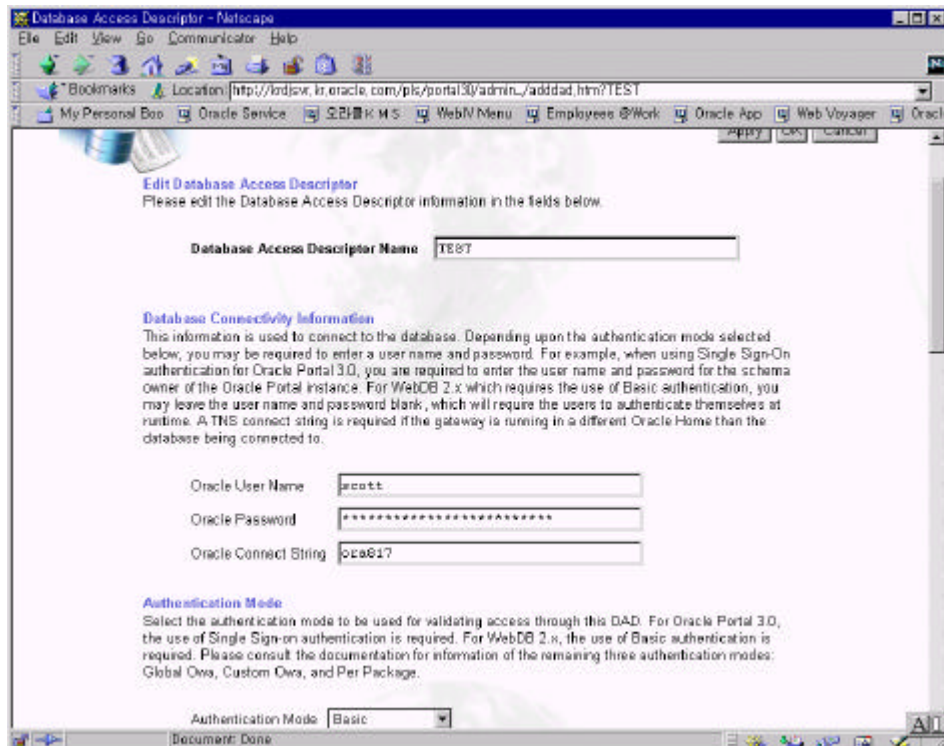 Database Access Descriptor - Netscape
File Edit View Go Communicator Help
Bookmarks Location: http://krdjsvr.kr.oracle.com/pls/portal30/admin_/adddad.htm?TEST
My Personal Boo Oracle Service 오라클 K M S WebIV Menu Employees @Work Oracle App Web Voyager Oracl
Apply OK Cancel
Edit Database Access Descriptor
Please edit the Database Access Descriptor information in the fields below.
Database Access Descriptor Name TEST
Database Connectivity Information
This information is used to connect to the database. Depending upon the authentication mode selected
below, you may be required to enter a user name and password. For example, when using Single Sign-On
authentication for Oracle Portal 3.0, you are required to enter the user name and password for the schema
owner of the Oracle Portal instance. For WebDB 2.x which requires the use of Basic authentication, you
may leave the user name and password blank, which will require the users to authenticate themselves at
runtime. A TNS connect string is required if the gateway is running in a different Oracle Home than the
database being connected to.
Oracle User Name scott
Oracle Password *************************
Oracle Connect String ora817
Authentication Mode
Select the authentication mode to be used for validating access through this DAD. For Oracle Portal 3.0,
the use of Single Sign-on authentication is required. For WebDB 2.x, the use of Basic authentication is
required. Please consult the documentation for information of the remaining three authentication modes:
Global Owa, Custom Owa, and Per Package.
Authentication Mode Basic
Document: Done